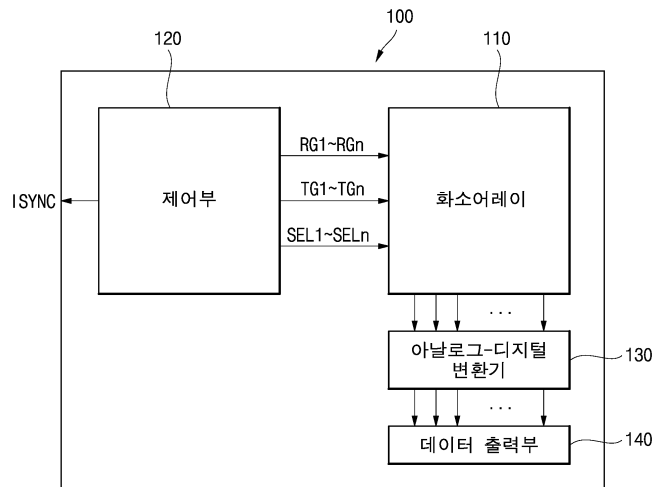 100
120
110
RG1~RGn
제어부
TG1~TGn
화소어레이
ISYNC
SEL1~SELn
...
아날로그-디지털
변환기
130
...
데이터 출력부
140